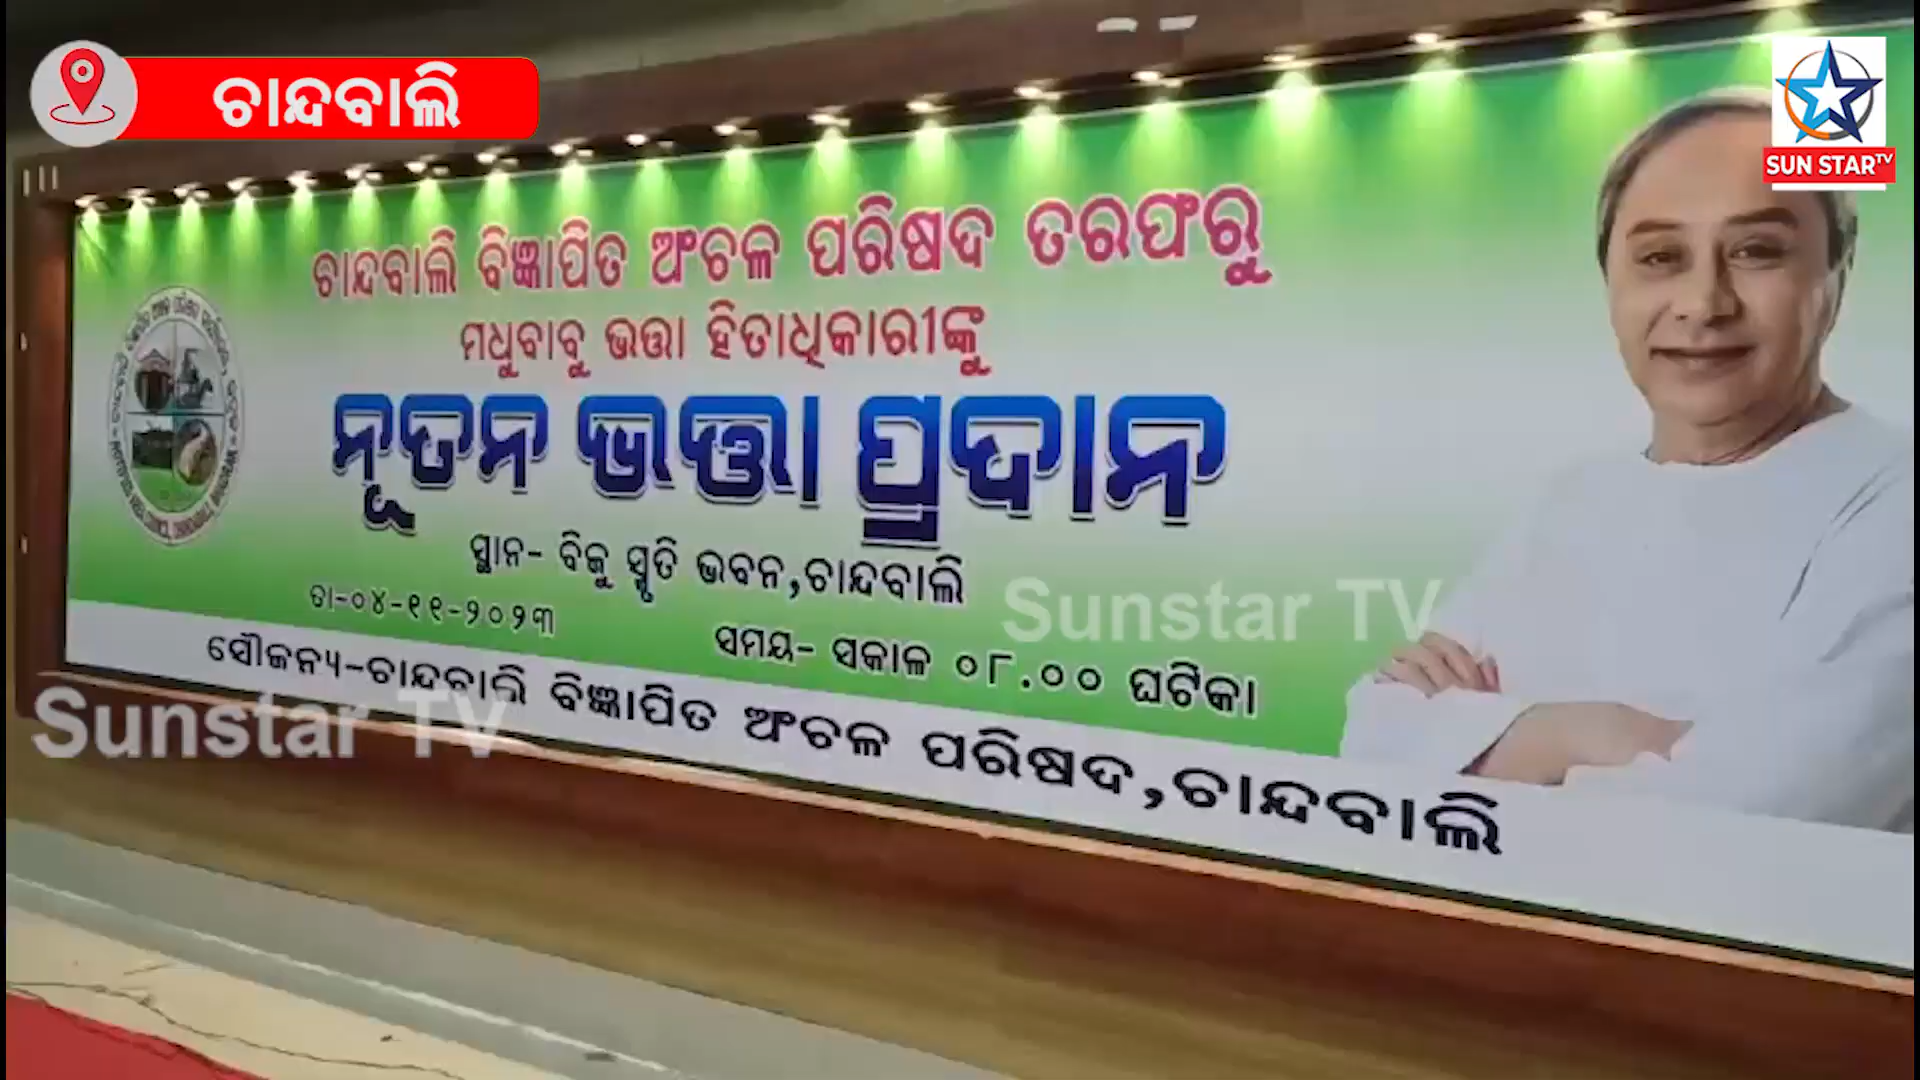 ଚାନ୍ଦବାଲି
SUN STAR TV
ଚାନ୍ଦବାଲି ବିଜ୍ଞାପିତ ଅଂଚଳ ପରିଷଦ ତରଫରୁ
ମଧୁବାବୁ ଭତ୍ତା ହିତାଧିକାରୀଙ୍କୁ
ନୂତନ ଭତ୍ତା ପ୍ରଦାନ
ସ୍ଥାନ- ବିଜୁ ସ୍ମୃତି ଭବନ,ଚାନ୍ଦବାଲି
ତା-୦୪-୧୧-୨୦୨୩
ସମୟ- ସକାଳ ୦୮.୦୦ ଘଟିକା
ସୌଜନ୍ୟ-ଚାନ୍ଦବାଲି ବିଜ୍ଞାପିତ ଅଂଚଳ ପରିଷଦ,ଚାନ୍ଦବାଲି
Sunstar TV
Sunstar TV